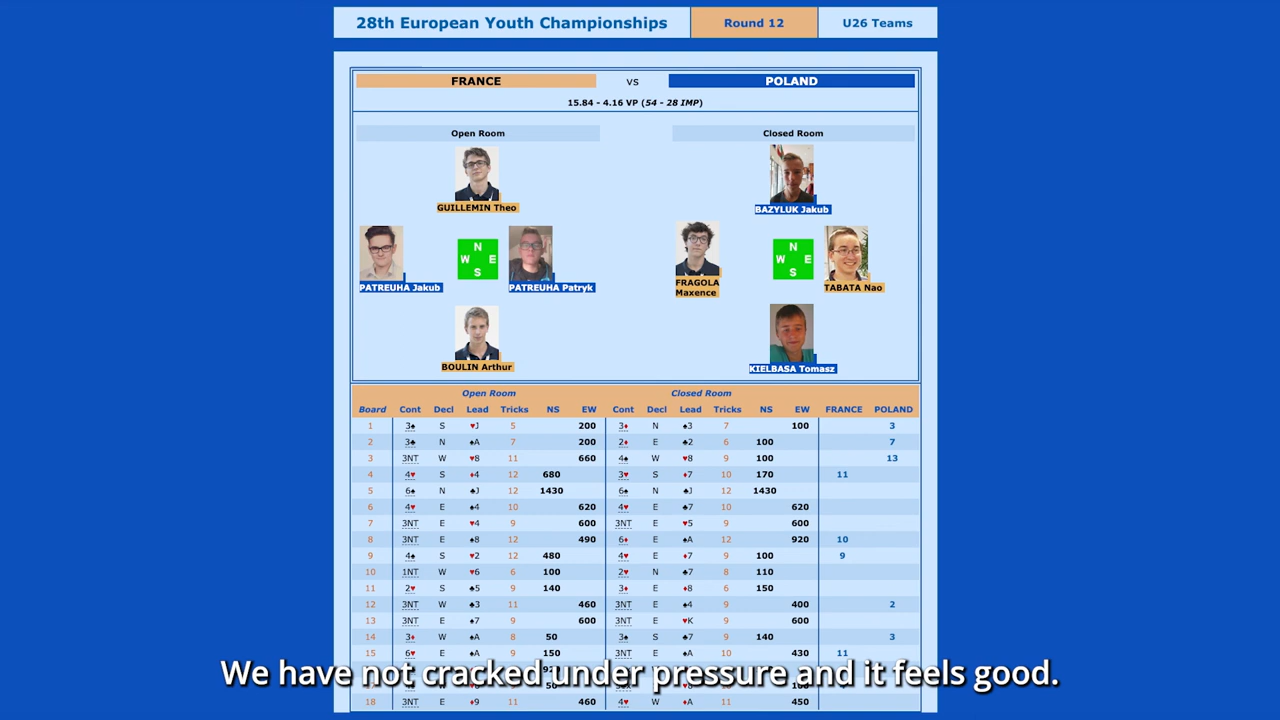 28th European Youth Championships Round 12 U26 Teams
FRANCE vs POLAND
15.84 - 4.16 VP (54 - 28 IMP)
Open Room Closed Room
GUILLEMIN Theo BAZYLUK Jakub
N W E S N W E S
PATREUHA Jakub PATREUHA Patryk FRAGOLA Maxence TABATA Nao
BOULIN Arthur KIELBASA Tomasz
Open Room Closed Room
Board Cont Decl Lead Tricks NS EW Cont Decl Lead Tricks NS EW FRANCE POLAND
1 3♠ S ♥J 5 200 3♦ N ♠3 7 100 3
2 3♣ N ♠A 7 200 2♦ E ♣2 6 100 7
3 3NT W ♥8 11 660 4♠ W ♥8 9 100 13
4 4♥ S ♦4 12 680 3♥ S ♦7 10 170 11
5 6♠ N ♣J 12 1430 6♠ N ♣J 12 1430
6 4♥ E ♠4 10 620 4♥ E ♣7 10 620
7 3NT W ♥4 9 600 3NT E ♥5 9 600
8 3NT E ♠8 12 490 6♦ E ♠A 12 920 10
9 4♠ S ♥2 12 480 4♥ E ♦7 9 100 9
10 1NT W ♥6 6 100 2♥ N ♣7 8 110
11 2♥ S ♣5 9 140 3♦ E ♦8 6 150
12 3NT W ♣3 11 460 3NT E ♠4 9 400 2
13 3NT E ♠7 9 600 3NT E ♥K 9 600
14 3♦ W ♠A 8 50 3♠ S ♣7 9 140 3
15 6♥ E ♠A 9 150 3NT E ♠A 10 430 11
We have not cracked under pressure and it feels good.
18 3NT E ♦9 11 460 4♥ W ♦A 11 450